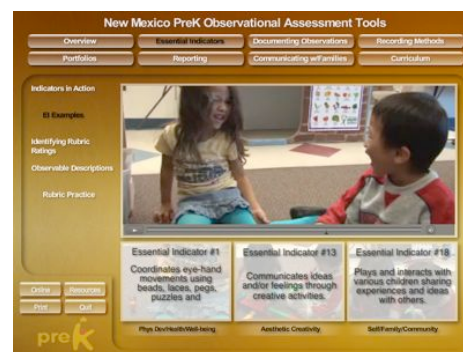 New Mexico PreK Observational Assessment Tools
Overview
Essential Indicators
Documenting Observations
Recording Methods
Portfolios
Reporting
Communicating w/Families
Curriculum
Indicators in Action
EI Examples
Identifying Rubric
Ratings
Observable Descriptions
Rubric Practice
Essential Indicator #1
Coordinates eye-hand
movements using
beads, laces, pegs,
puzzles and
Essential Indicator #13
Communicates ideas
and/or feelings through
creative activities.
Essential Indicator #18
Plays and interacts with
various children sharing
experiences and ideas
with others.
Phys Dev/Health/Well-being
Aesthetic Creativity
Self/Family/Community
Online
Resources
Print
Quit
prek